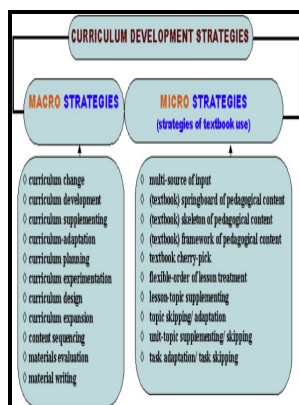 CURRICULUM DEVELOPMENT STRATEGIES
MACRO STRATEGIES
◊ curriculum change
◊ curriculum development
◊ curriculum supplementing
◊ curriculum-adaptation
◊ curriculum planning
◊ curriculum experimentation
◊ curriculum design
◊ curriculum expansion
◊ content sequencing
◊ materials evaluation
◊ material writing
MICRO STRATEGIES
(strategies of textbook use)
◊ multi-source of input
◊ (textbook) springboard of pedagogical content
◊ (textbook) skeleton of pedagogical content
◊ (textbook) framework of pedagogical content
◊ textbook cherry-pick
◊ flexible-order of lesson treatment
◊ lesson-topic supplementing
◊ topic skipping/ adaptation
◊ unit-topic supplementing/ skipping
◊ task adaptation/ task skipping